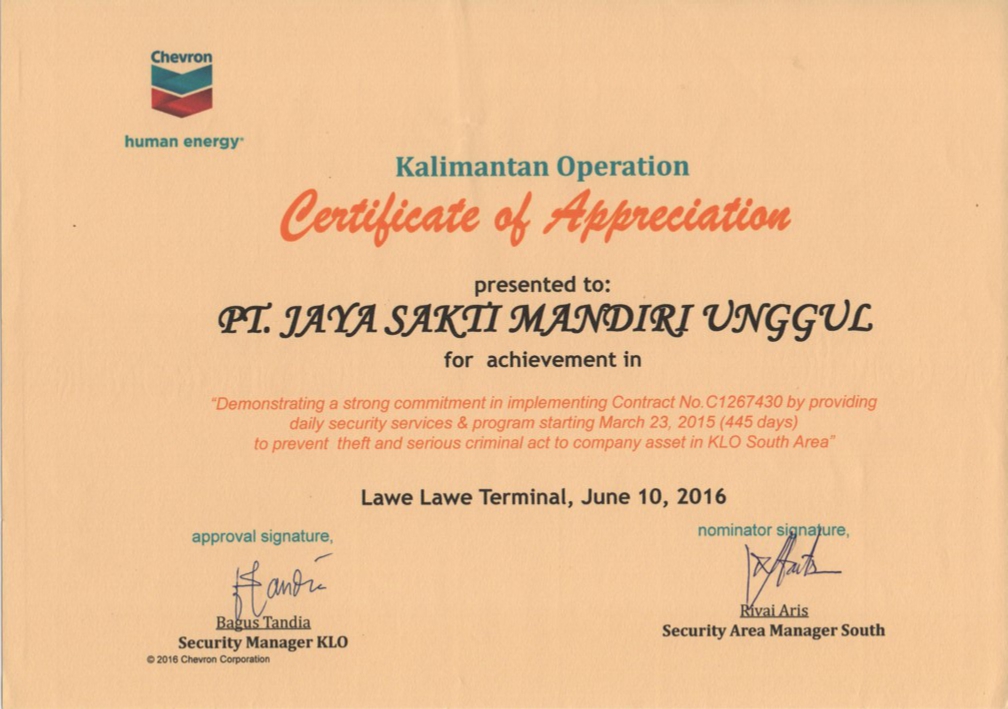 Chevron
human energy®
Kalimantan Operation
Certificate of Appreciation
presented to:
PT. JAYA SAKTI MANDIRI UNGGUL
for achievement in
"Demonstrating a strong commitment in implementing Contract No.C1267430 by providing
daily security services & program starting March 23, 2015 (445 days)
to prevent theft and serious criminal act to company asset in KLO South Area"
Lawe Lawe Terminal, June 10, 2016
approval signature,
nominator signature,
Bagus Tandia
Rivai Aris
Security Manager KLO
Security Area Manager South
© 2016 Chevron Corporation